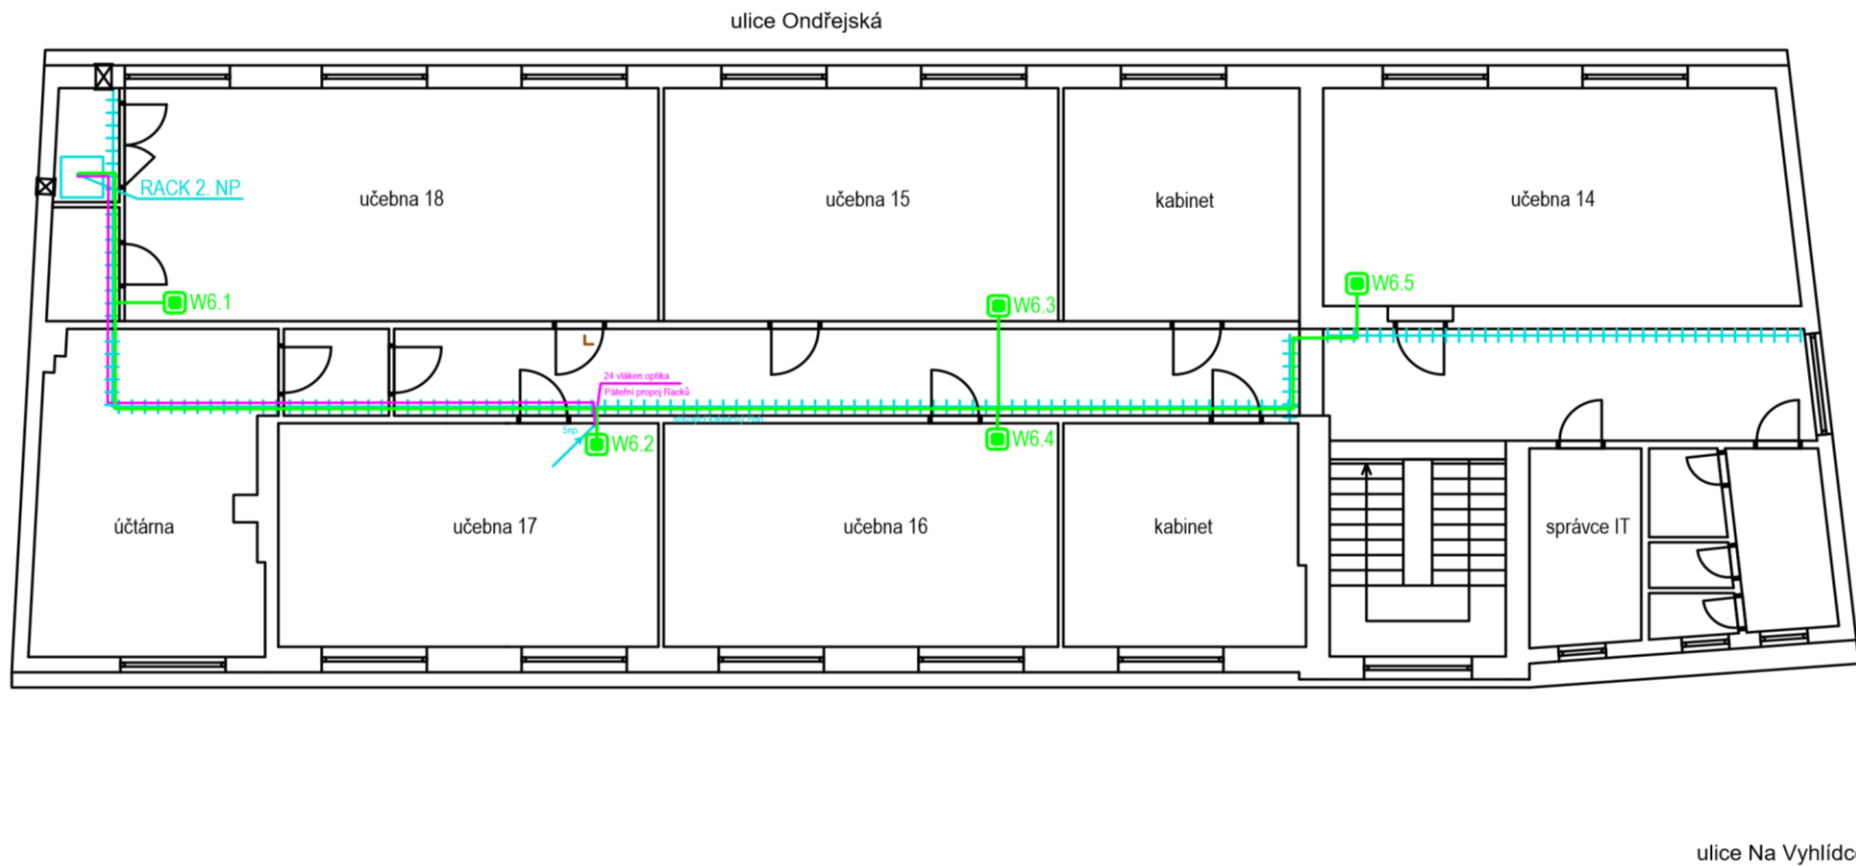 ulice Ondřejská
RACK 2. NP
učebna 18
učebna 15
kabinet
učebna 14
W6.1
W6.3
W6.5
24 vláken optika
Páteřní propoj Racků
5np
W6.2
W6.4
účtárna
učebna 17
učebna 16
kabinet
správce IT
ulice Na Vyhlídc